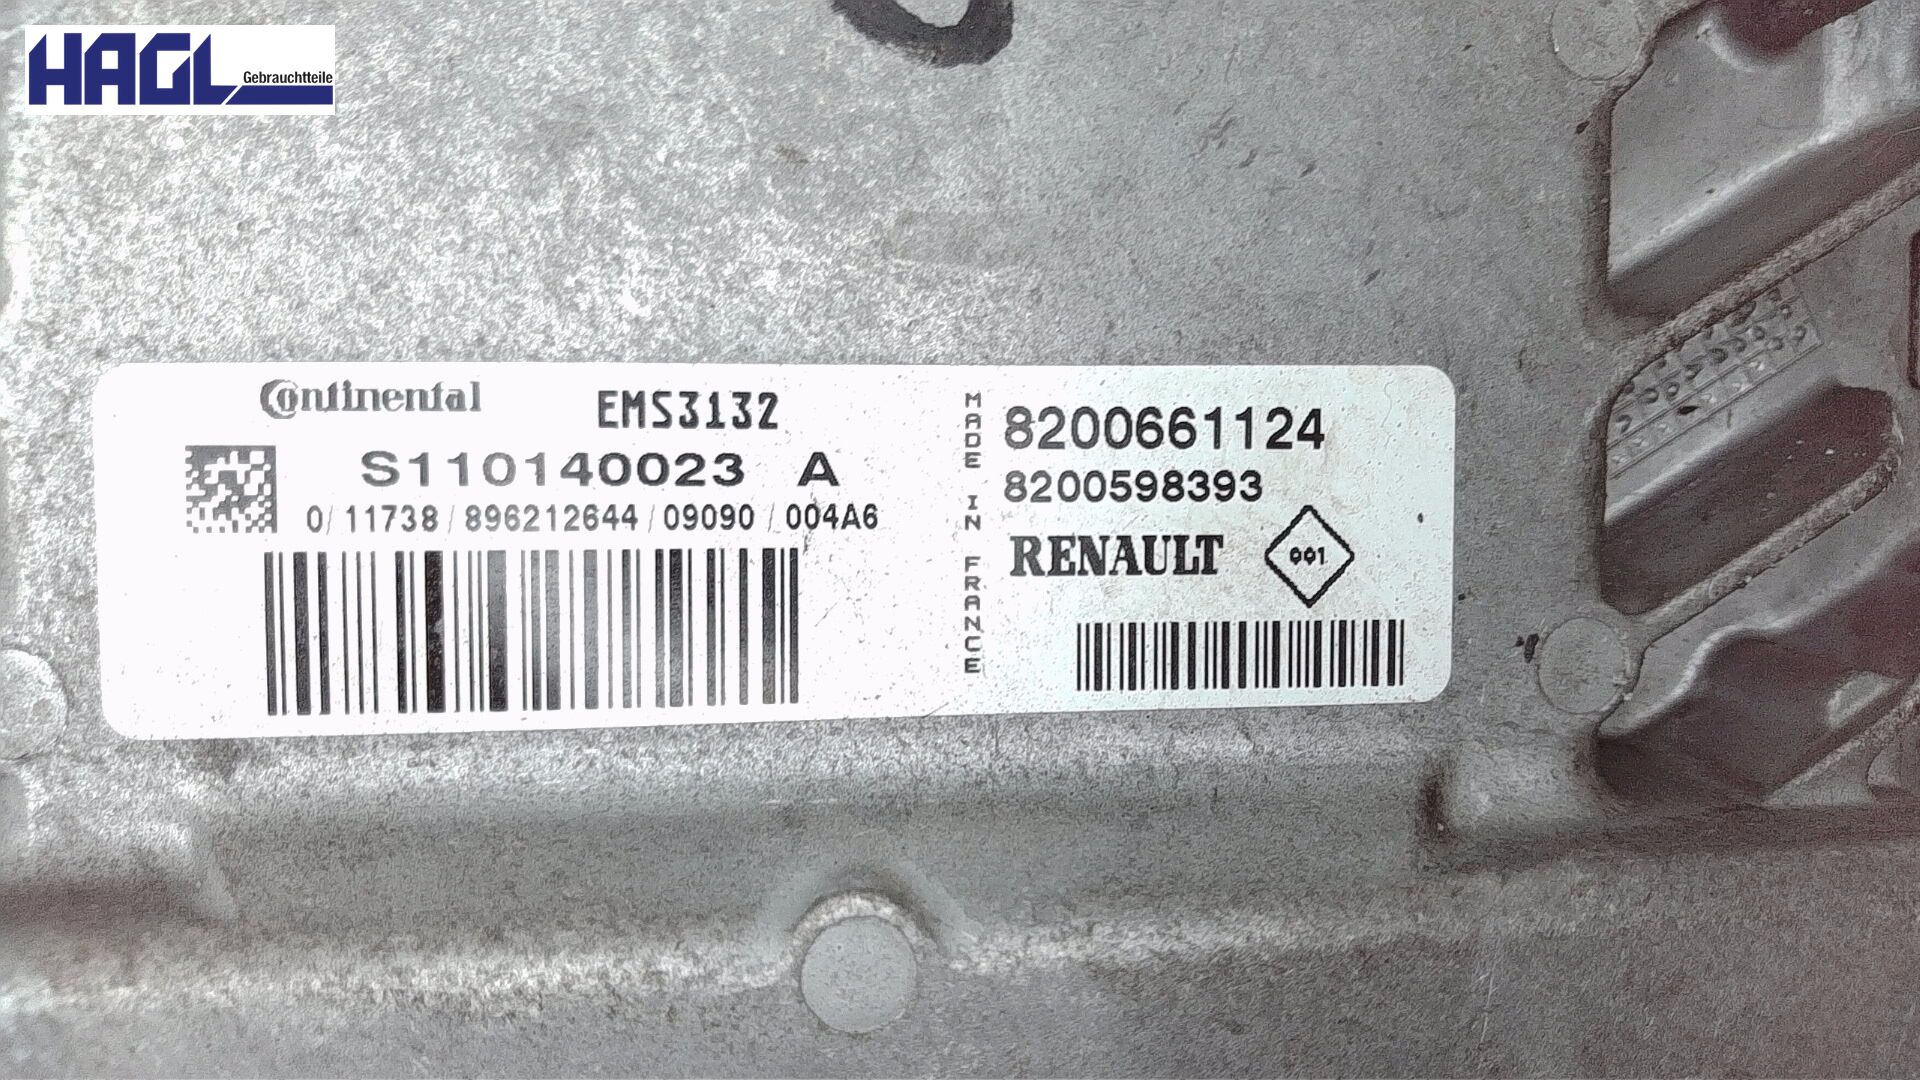 HAGL Gebrauchtteile
Continental EMS3132
S110140023 A
0/11738/896212644/09090/004A6
MADE IN FRANCE
8200661124
8200598393
RENAULT 001